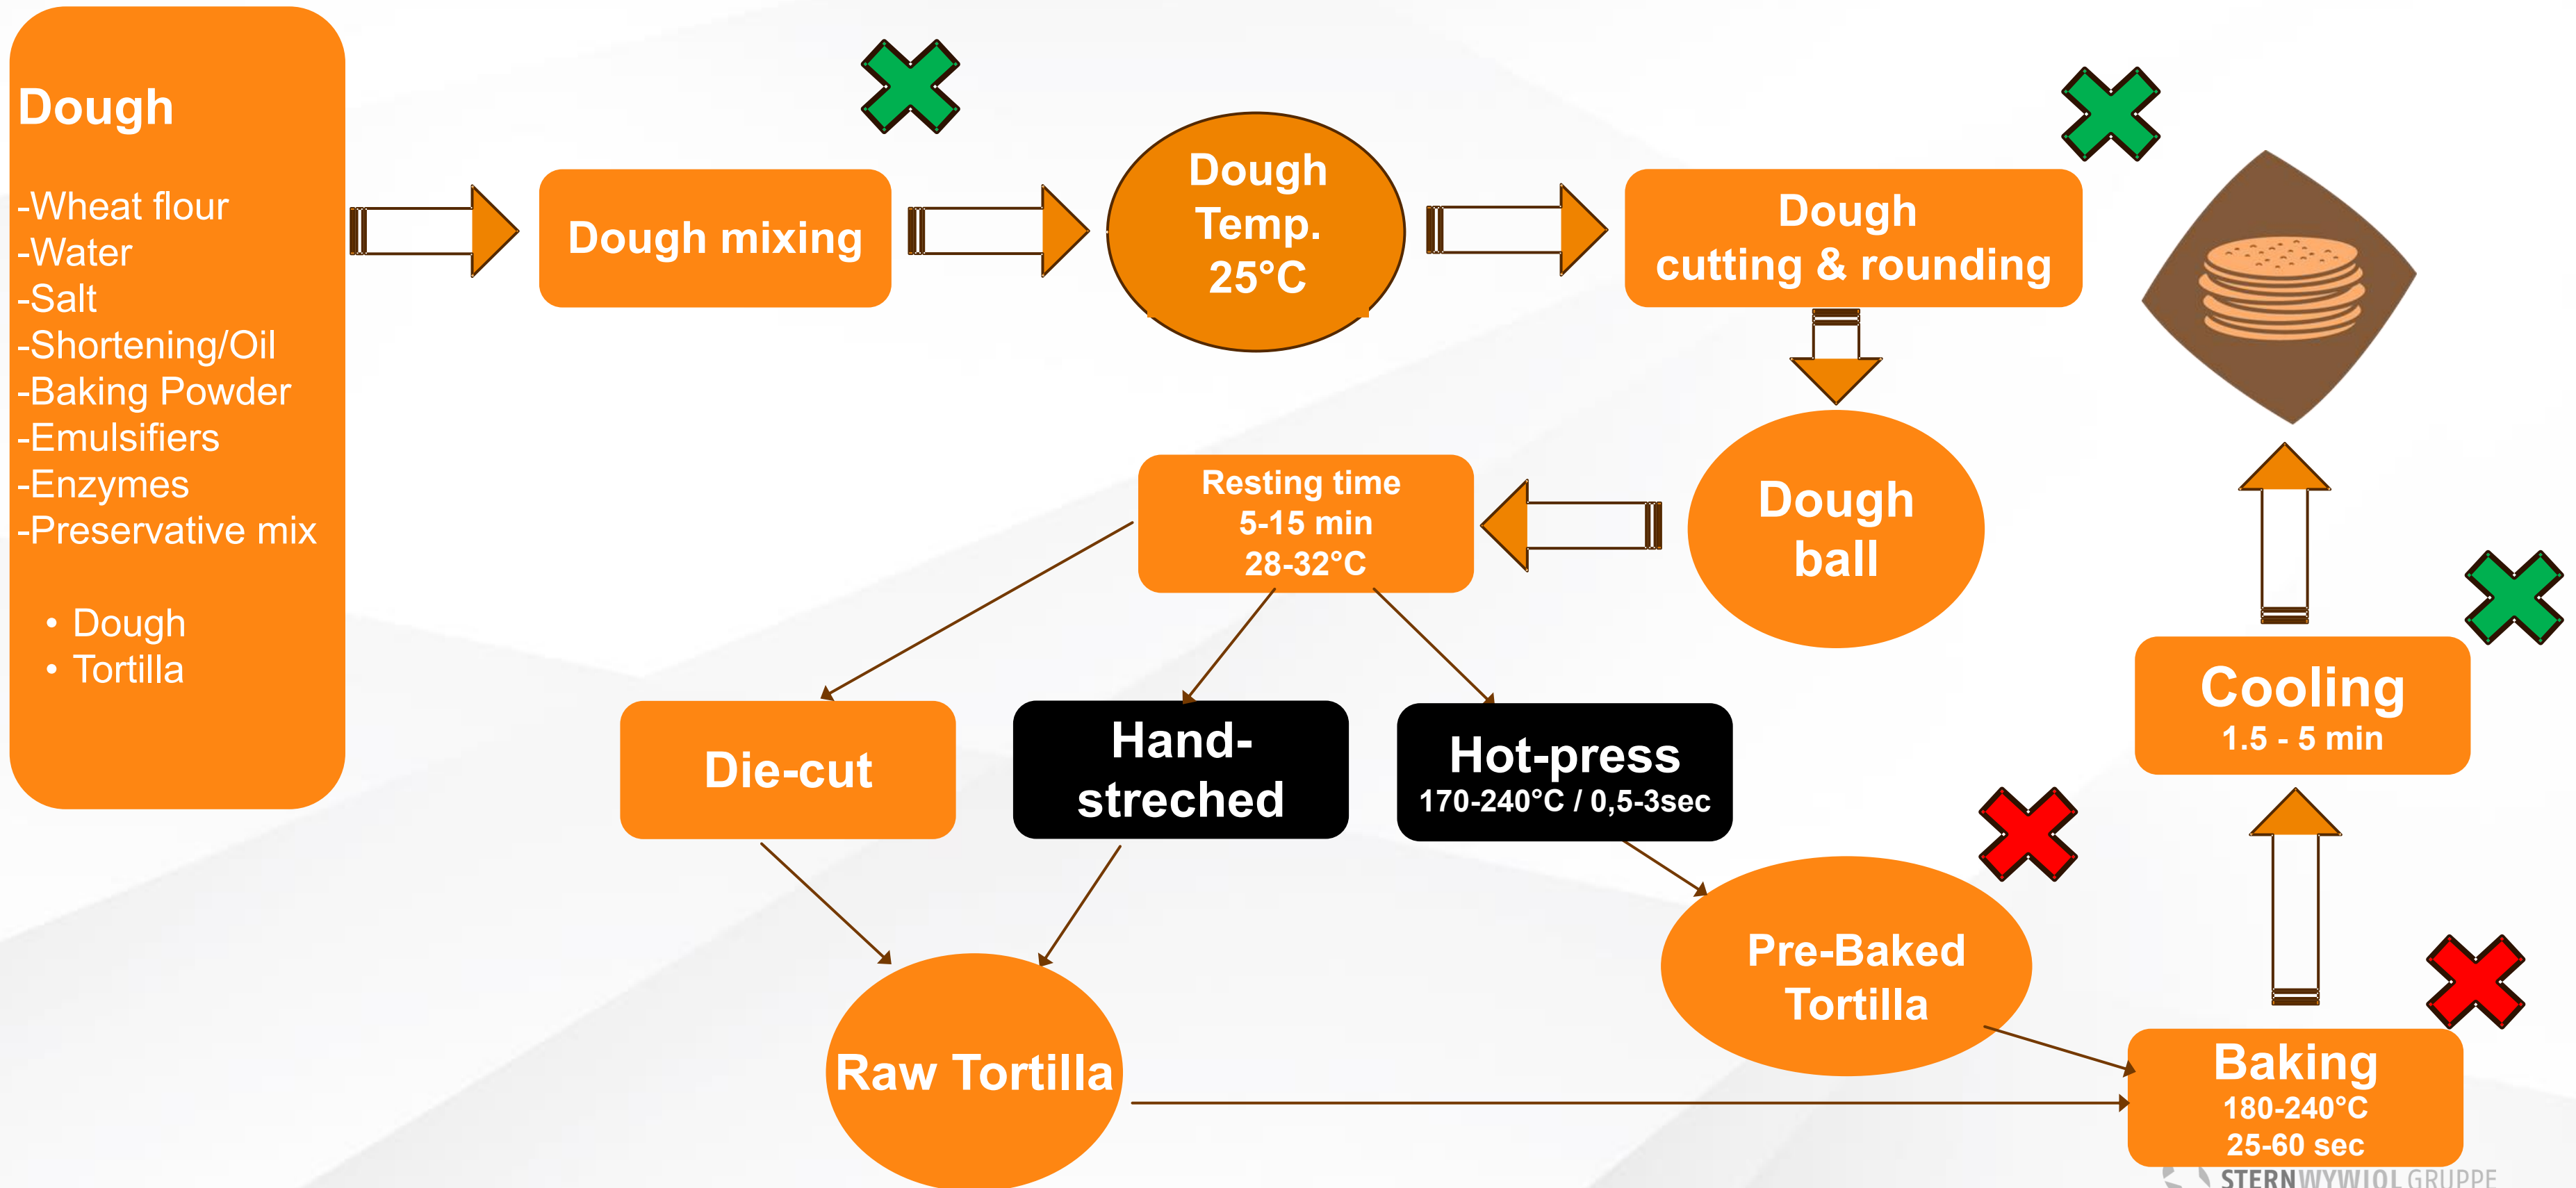 Dough
-Wheat flour
-Water
-Salt
-Shortening/Oil
-Baking Powder
-Emulsifiers
-Enzymes
-Preservative mix
• Dough
• Tortilla
Dough mixing
Dough
Temp.
25°C
Dough
cutting & rounding
Dough
ball
Resting time
5-15 min
28-32°C
Die-cut
Hand-
streched
Hot-press
170-240°C / 0,5-3sec
Raw Tortilla
Pre-Baked
Tortilla
Baking
180-240°C
25-60 sec
Cooling
1.5 - 5 min
STERNWYWIOLGRUPPE